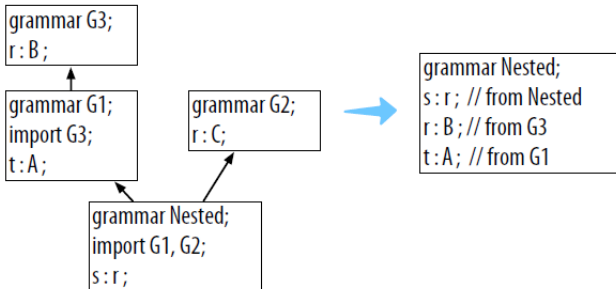 grammar G3;
r : B ;
grammar G1;
import G3;
t : A ;
grammar G2;
r : C;
grammar Nested;
import G1, G2;
s : r ;
grammar Nested;
s : r ; // from Nested
r : B ; // from G3
t : A ; // from G1